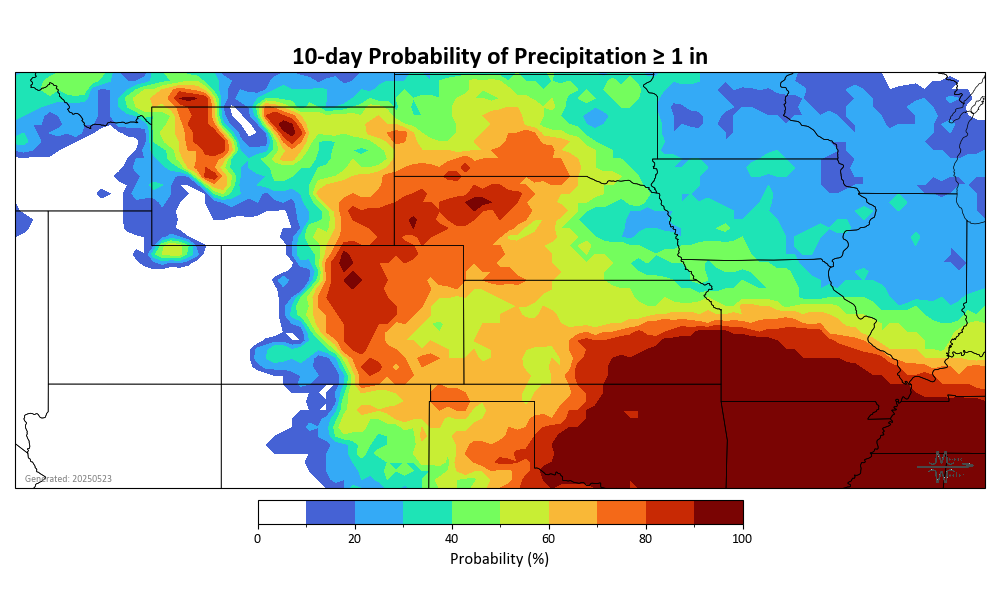 10-day Probability of Precipitation ≥ 1 in
Generated: 20250523
0 20 40 60 80 100
Probability (%)